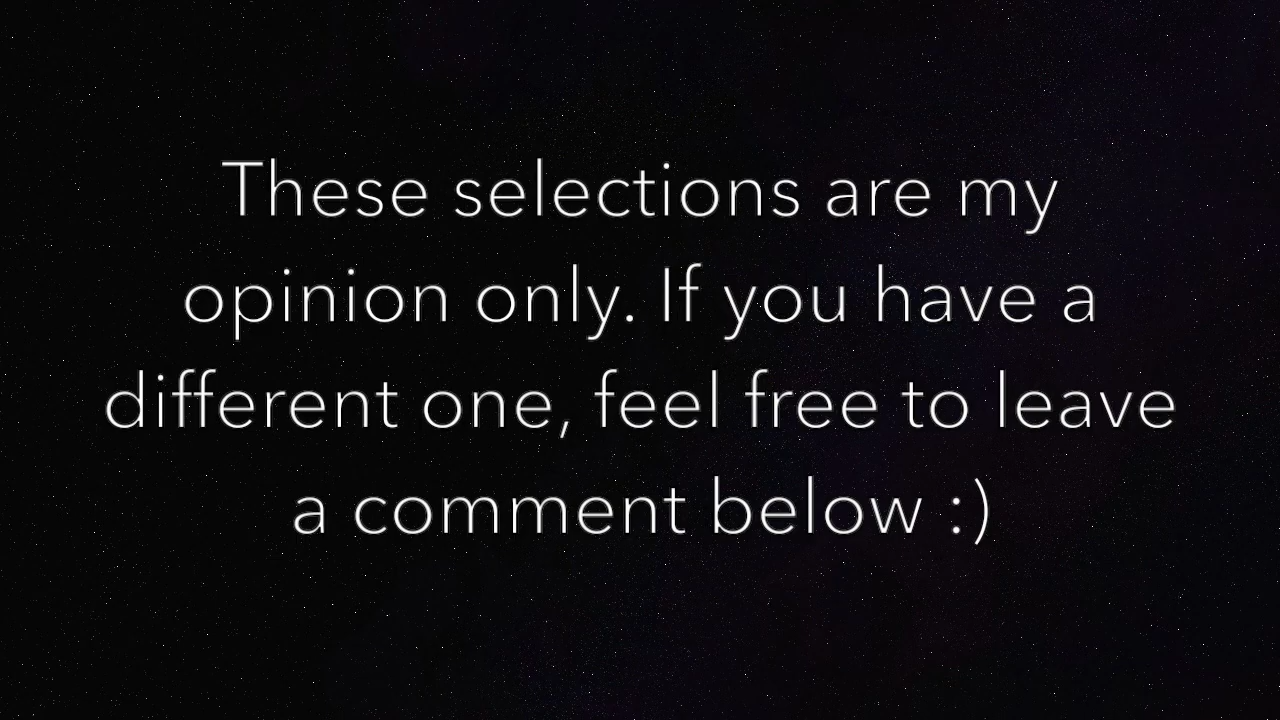 These selections are my
opinion only. If you have a
different one, feel free to leave
a comment below :)